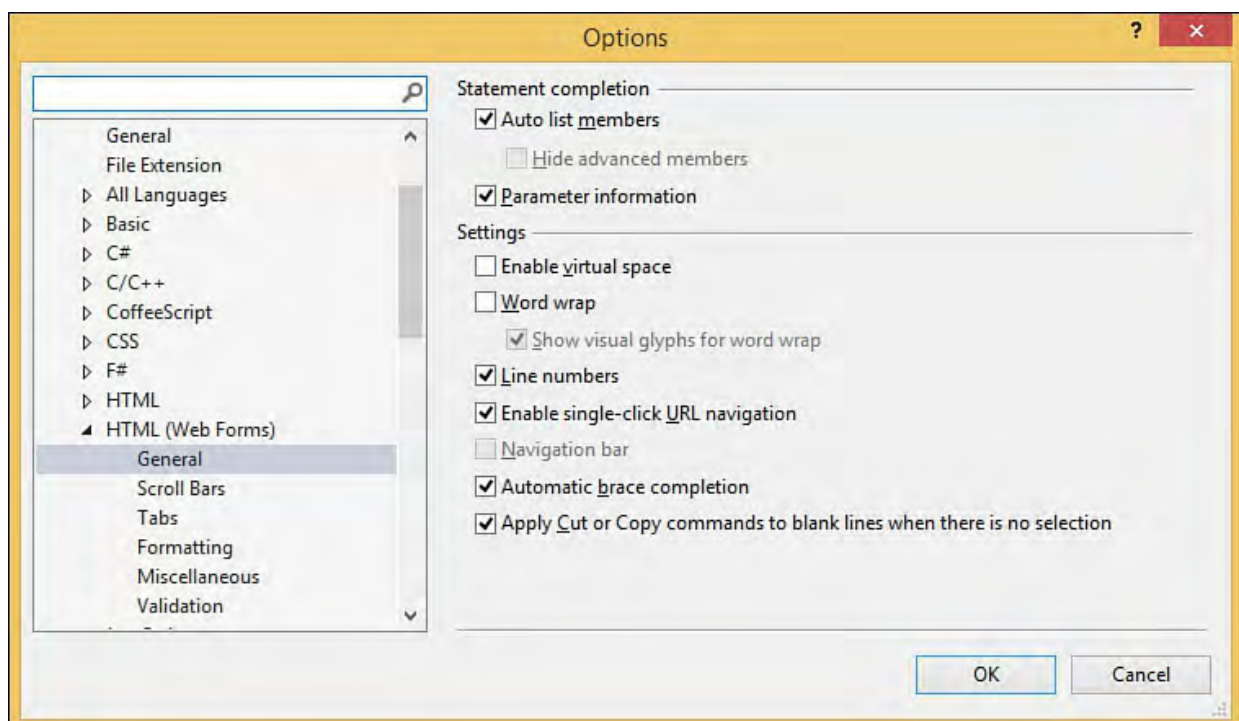 Options
?
General
File Extension
All Languages
Basic
C#
C/C++
CoffeeScript
CSS
F#
HTML
HTML (Web Forms)
General
Scroll Bars
Tabs
Formatting
Miscellaneous
Validation
Statement completion
Auto list members
Hide advanced members
Parameter information
Settings
Enable virtual space
Word wrap
Show visual glyphs for word wrap
Line numbers
Enable single-click URL navigation
Navigation bar
Automatic brace completion
Apply Cut or Copy commands to blank lines when there is no selection
OK
Cancel